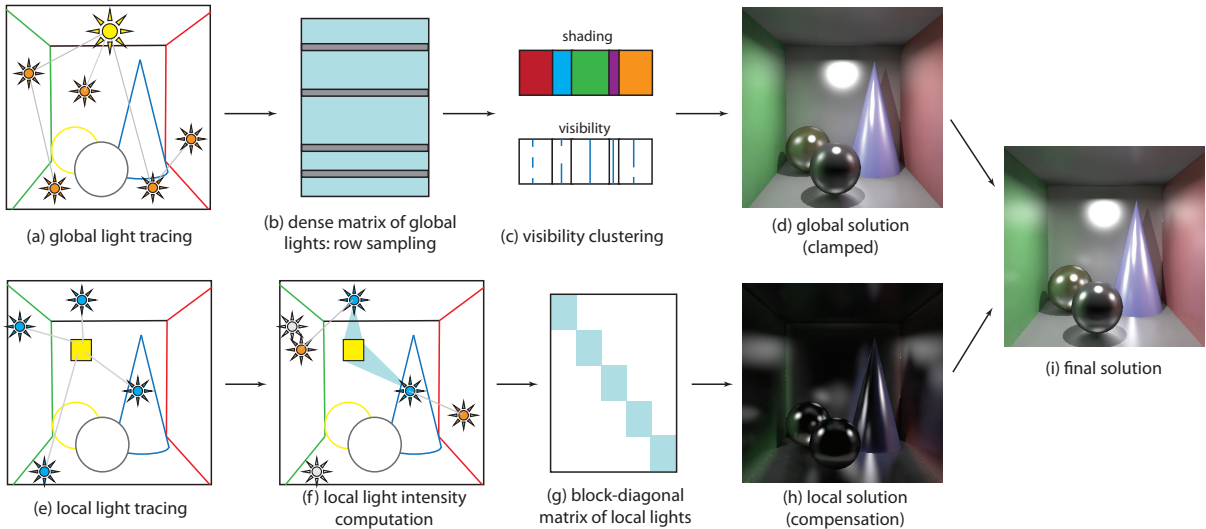 shading
visibility
(a) global light tracing
(b) dense matrix of global
lights: row sampling
(c) visibility clustering
(d) global solution
(clamped)
(i) final solution
(e) local light tracing
(f) local light intensity
computation
(g) block-diagonal
matrix of local lights
(h) local solution
(compensation)